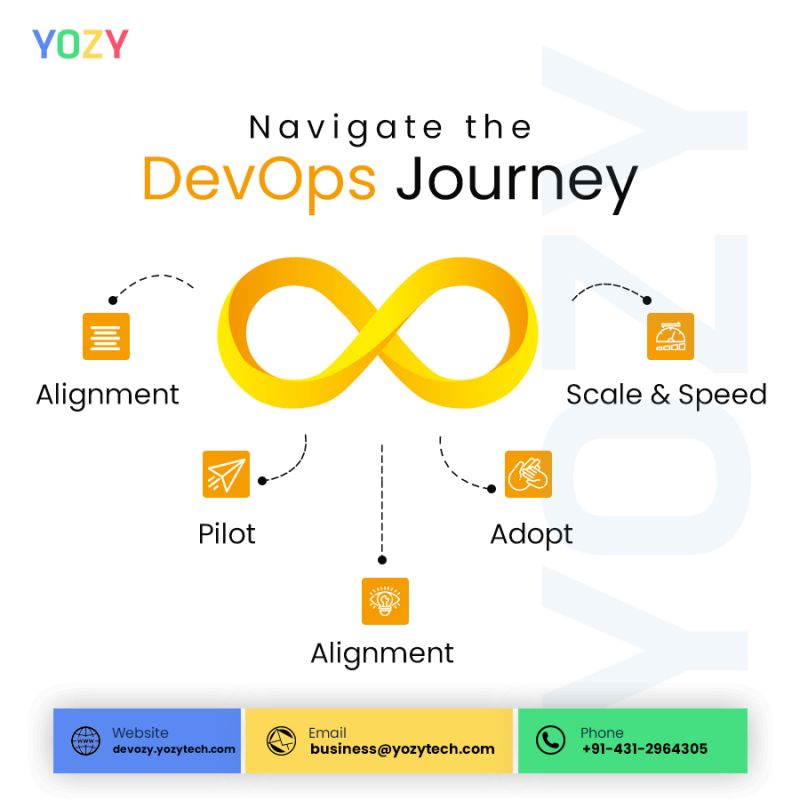 YOZY
Navigate the
DevOps Journey
Alignment
Scale & Speed
Pilot
Adopt
Alignment
YOZY
WWW
Website
devozy.yozytech.com
Email
business@yozytech.com
Phone
+91-431-2964305